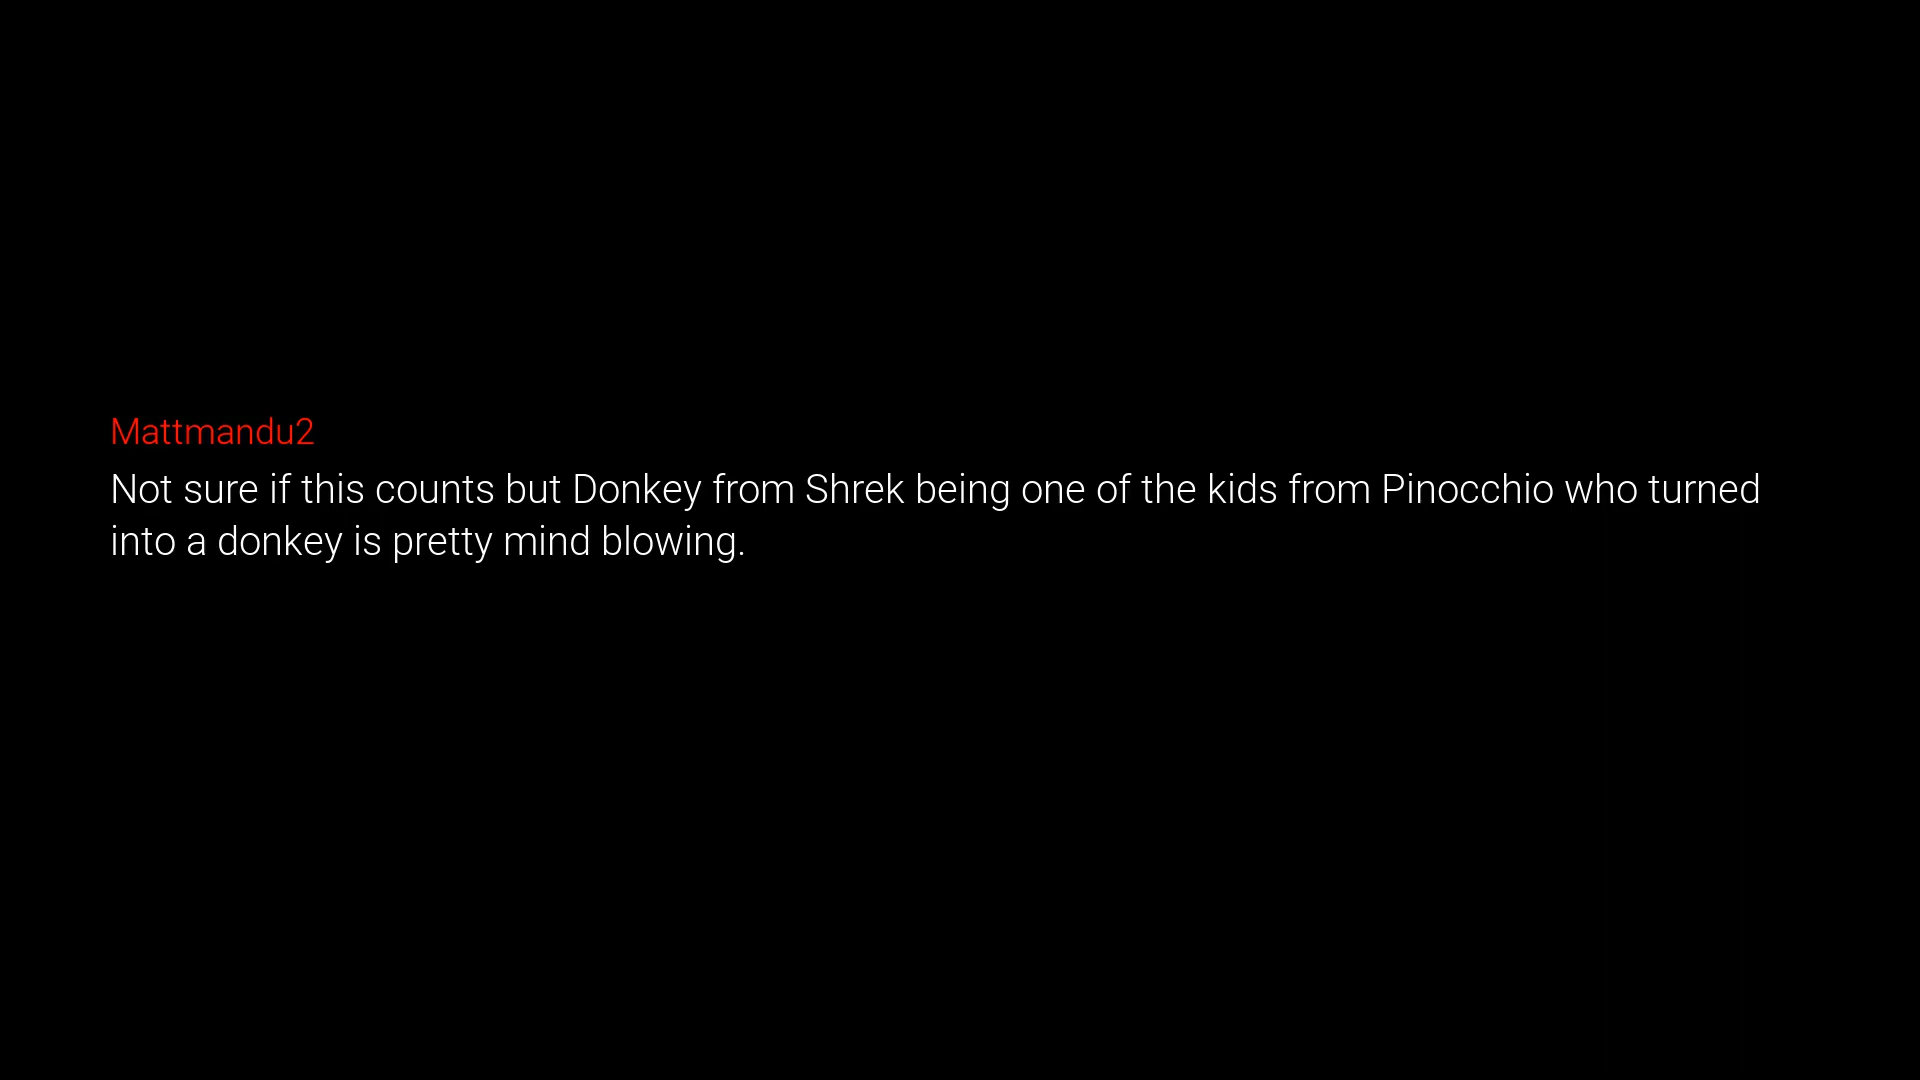 Mattmandu2
Not sure if this counts but Donkey from Shrek being one of the kids from Pinocchio who turned
into a donkey is pretty mind blowing.